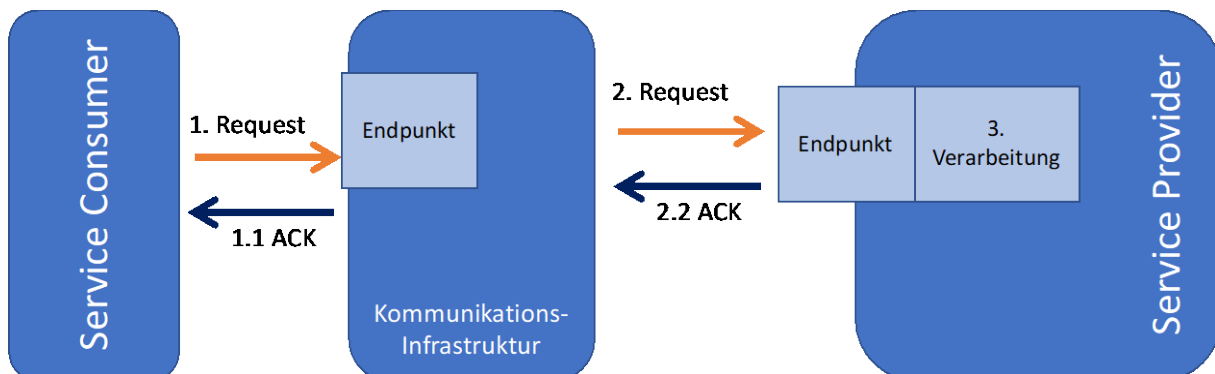 Service Consumer
1. Request
1.1 ACK
Endpunkt
Kommunikations-
Infrastruktur
2. Request
2.2 ACK
Endpunkt
3.
Verarbeitung
Service Provider